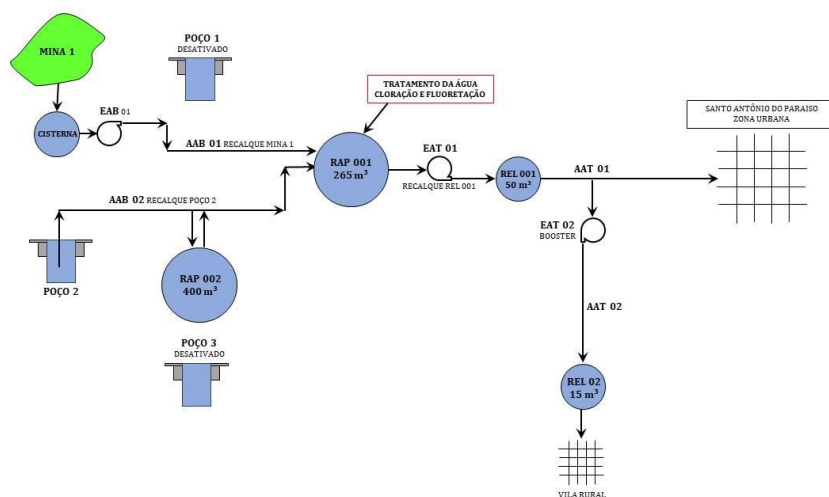 MINA 1
POÇO 1
DESATIVADO
CISTERNA
EAB 01
AAB 01 RECALQUE MINA 1
TRATAMENTO DA ÁGUA
CLORAÇÃO E FLUORETAÇÃO
RAP 001
265 m³
EAT 01
RECALQUE REL 001
REL 001
50 m³
AAT 01
SANTO ANTÔNIO DO PARAISO
ZONA URBANA
AAB 02 RECALQUE POÇO 2
POÇO 2
RAP 002
400 m³
POÇO 3
DESATIVADO
EAT 02
BOOSTER
AAT 02
REL 02
15 m³
VILA RURAL